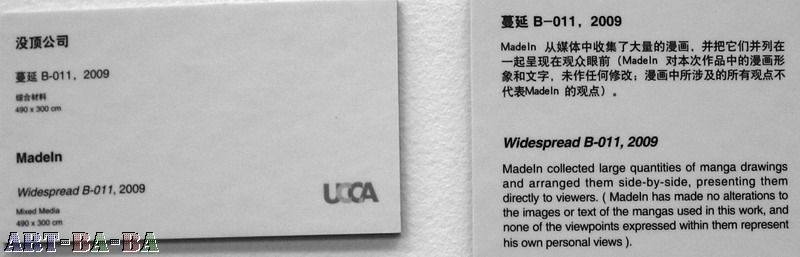 没顶公司
蔓延 B-011, 2009
综合材料
490 x 300 cm
MadeIn
Widespread B-011, 2009
Mixed Media
490 x 300 cm
UCCA
ART-BA-BA
蔓延 B-011, 2009
MadeIn 从媒体中收集了大量的漫画，并把它们并列在
一起呈现在观众眼前（MadeIn 对本次作品中的漫画形
象和文字，未作任何修改；漫画中所涉及的所有观点不
代表MadeIn 的观点）。
Widespread B-011, 2009
MadeIn collected large quantities of manga drawings
and arranged them side-by-side, presenting them
directly to viewers. ( MadeIn has made no alterations to
the images or text of the mangas used in this work, and
none of the viewpoints expressed within them represent
his own personal views ).